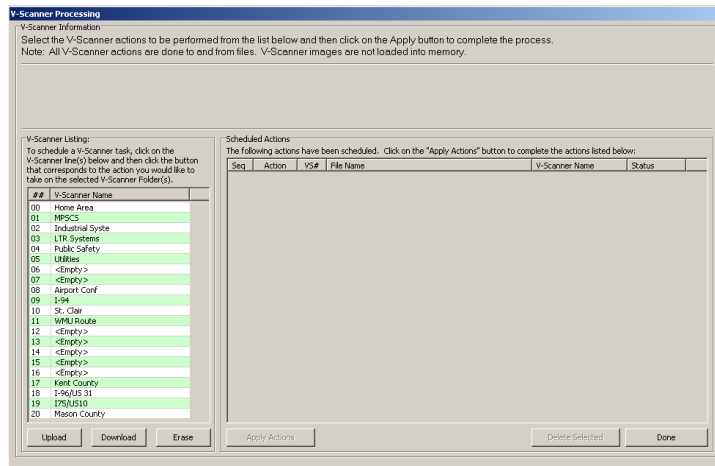 V-Scanner Processing
V-Scanner Information
Select the V-Scanner actions to be performed from the list below and then click on the Apply button to complete the process.
Note: All V-Scanner actions are done to and from files. V-Scanner images are not loaded into memory.
V-Scanner Listing:
To schedule a V-Scanner task, click on the
V-Scanner line(s) below and then click the button
that corresponds to the action you would like to
take on the selected V-Scanner Folder(s).
## V-Scanner Name
00 Home Area
01 MPSCS
02 Industrial Syste
03 LTR Systems
04 Public Safety
05 Utilities
06 <Empty>
07 <Empty>
08 Airport Conf
09 I-94
10 St. Clair
11 WMU Route
12 <Empty>
13 <Empty>
14 <Empty>
15 <Empty>
16 <Empty>
17 Kent County
18 I-96/US 31
19 I75/US10
20 Mason County
Upload Download Erase
Scheduled Actions
The following actions have been scheduled. Click on the "Apply Actions" button to complete the actions listed below:
Seq Action VS# File Name V-Scanner Name Status
Apply Actions Delete Selected Done